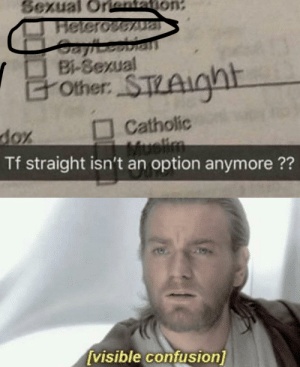 Sexual Orientation:
Heterosexual
Gay/Lesbian
Bi-Sexual
Other: STRAIght
dox
Catholic
Muslim
Tf straight isn't an option anymore ??
[visible confusion]